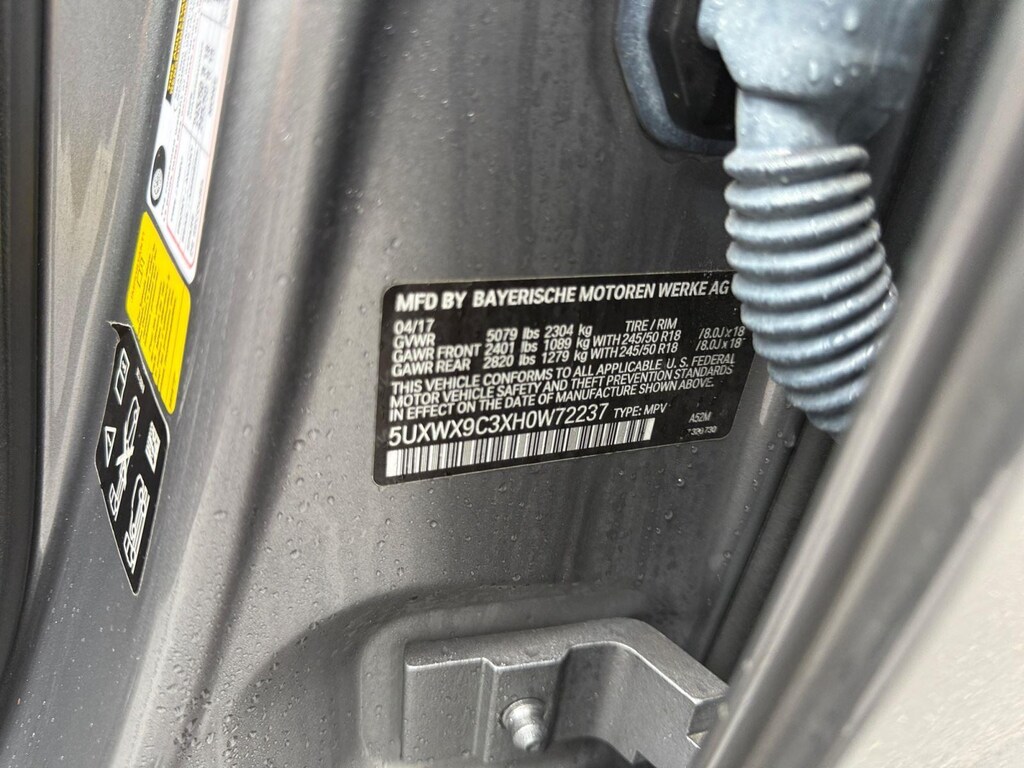 MFD BY BAYERISCHE MOTOREN WERKE AG
04/17
GVWR 5079 lbs 2304 kg TIRE / RIM
GAWR FRONT 2401 lbs 1089 kg WITH 245/50 R18 /8.0J x 18"
GAWR REAR 2820 lbs 1279 kg WITH 245/50 R18 /8.0J x 18"
THIS VEHICLE CONFORMS TO ALL APPLICABLE U. S. FEDERAL
MOTOR VEHICLE SAFETY AND THEFT PREVENTION STANDARDS
IN EFFECT ON THE DATE OF MANUFACTURE SHOWN ABOVE.
5UXWX9C3XH0W72237 TYPE: MPV A52M